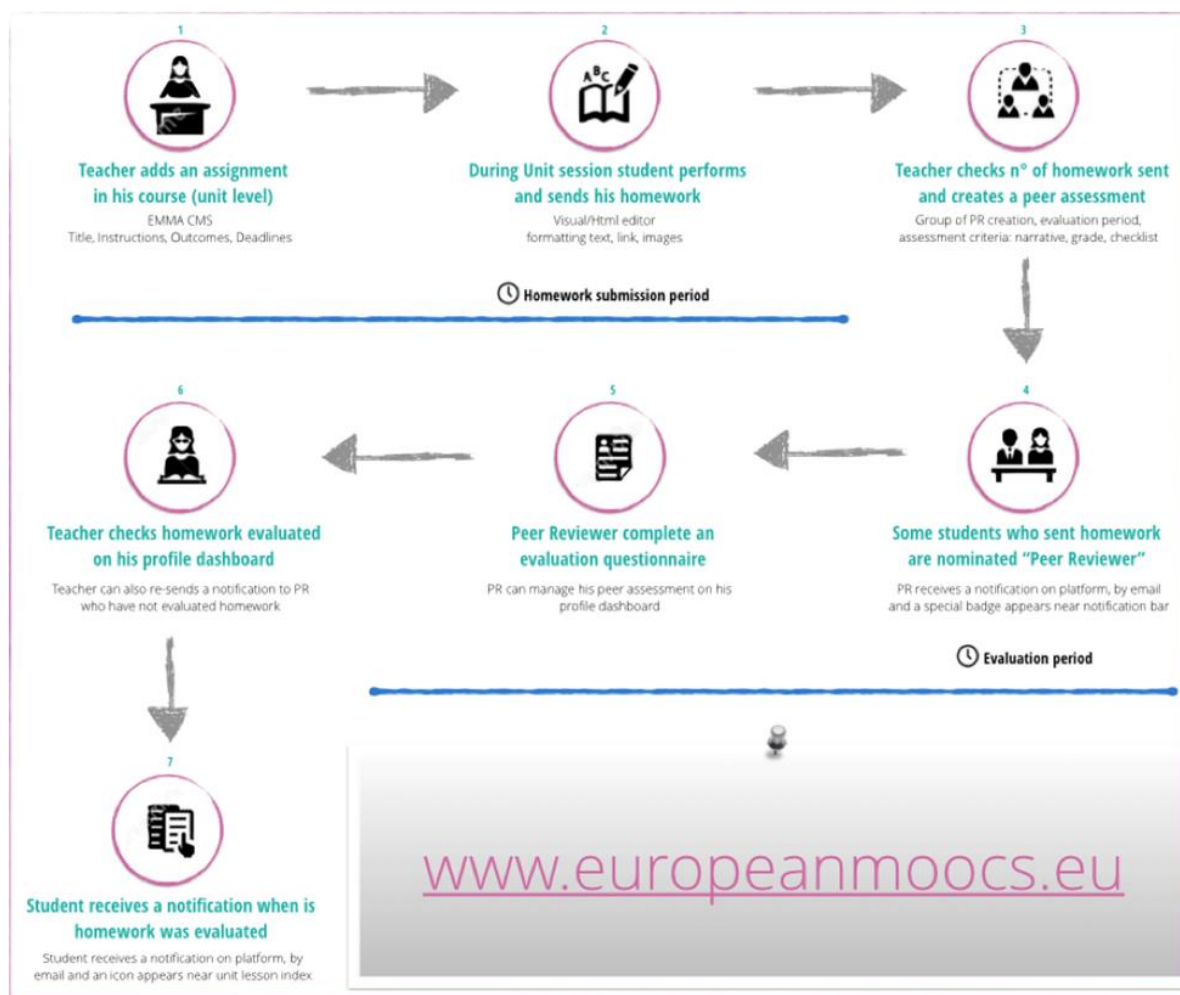 1
Teacher adds an assignment
in his course (unit level)
EMMA CMS
Title, Instructions, Outcomes, Deadlines
2
A B C
During Unit session student performs
and sends his homework
Visual/Html editor
formatting text, link, images
3
Teacher checks n° of homework sent
and creates a peer assessment
Group of PR creation, evaluation period,
assessment criteria: narrative, grade, checklist
Homework submission period
4
Some students who sent homework
are nominated “Peer Reviewer”
PR receives a notification on platform, by email
and a special badge appears near notification bar
5
Peer Reviewer complete an
evaluation questionnaire
PR can manage his peer assessment on his
profile dashboard
6
Teacher checks homework evaluated
on his profile dashboard
Teacher can also re-sends a notification to PR
who have not evaluated homework
Evaluation period
7
Student receives a notification when is
homework was evaluated
Student receives a notification on platform, by
email and an icon appears near unit lesson index
www.europeanmoocs.eu